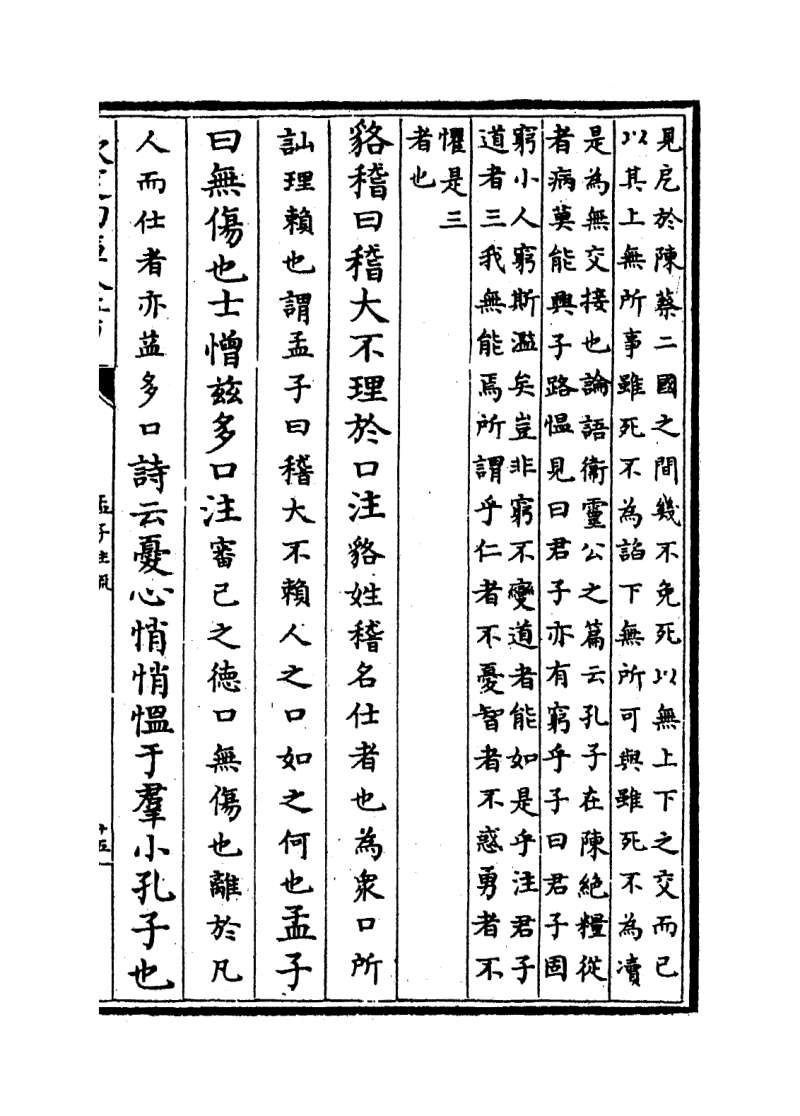 見戹於陳蔡二國之間幾不免死以無上下之交而已
以其上無所事雖死不為諂下無所可與雖死不為凟
是為無交接也論語衛靈公之篇云孔子在陳絶糧從
者病莫能興子路愠見曰君子亦有窮乎子曰君子固
窮小人窮斯濫矣豈非窮不變道者能如是乎注君子
道者三我無能焉所謂乎仁者不憂智者不惑勇者不
懼是三
者也
貉稽曰稽大不理於口注貉姓稽名仕者也為衆口所
訕理賴也謂孟子曰稽大不賴人之口如之何也孟子
曰無傷也士憎兹多口注審己之徳口無傷也離於凡
人而仕者亦益多口詩云憂心悄悄愠于羣小孔子也
孟子注疏